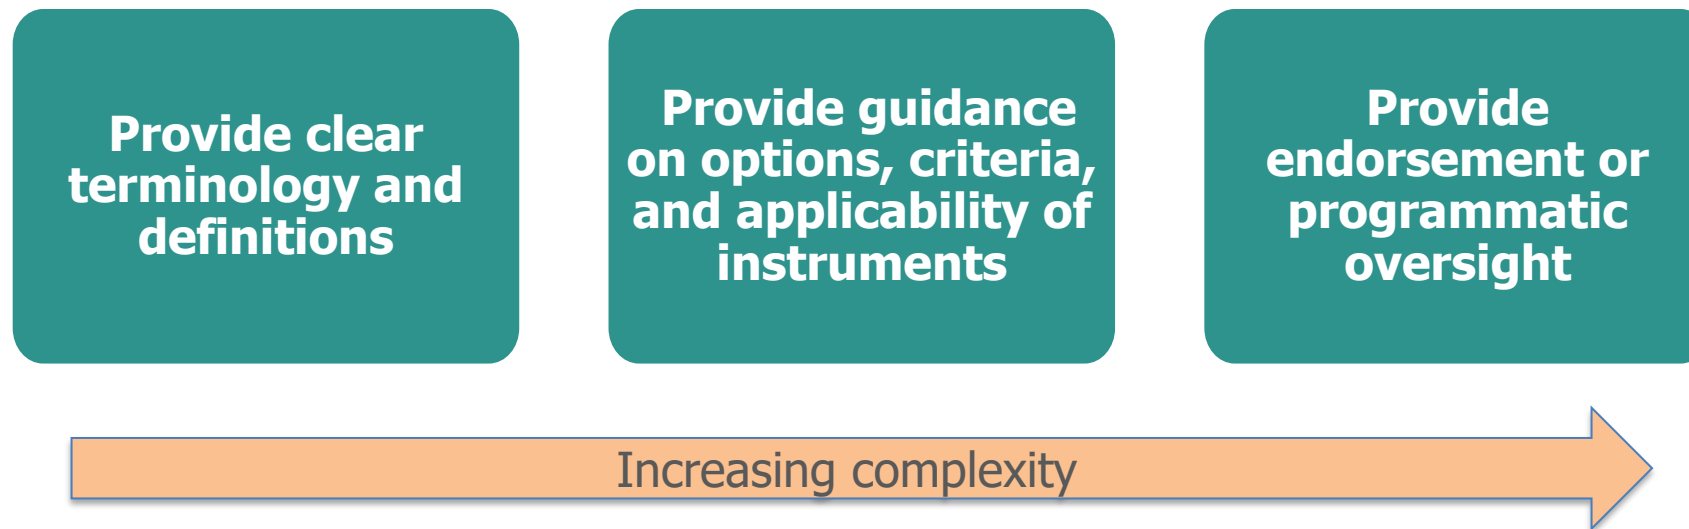 Provide clear
terminology and
definitions
Provide guidance
on options, criteria,
and applicability of
instruments
Provide
endorsement or
programmatic
oversight
Increasing complexity